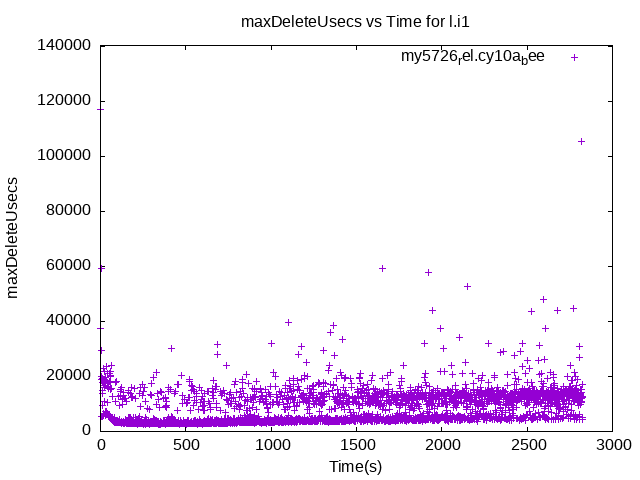 maxDeleteUsecs vs Time for l.i1
my5726_rel.cy10a_bee
140000
120000
100000
80000
60000
40000
20000
0
maxDeleteUsecs
0 500 1000 1500 2000 2500 3000
Time(s)